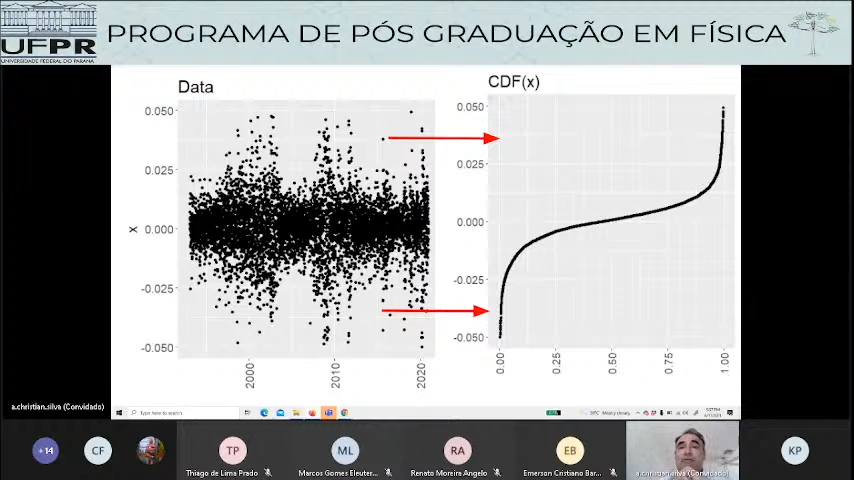 UFPR
UNIVERSIDADE FEDERAL DO PARANÁ
PROGRAMA DE PÓS GRADUAÇÃO EM FÍSICA
Data
CDF(x)
0.050
0.025
0.000
-0.025
-0.050
x
2000
2010
2020
0.050
0.025
0.000
-0.025
-0.050
0.00
0.25
0.50
0.75
1.00
a.christian.silva (Convidado)
Type here to search
+14
CF
TP
ML
RA
EB
KP
Thiago de Lima Prado
Marcos Gomes Eleuter...
Renato Moreira Angelo
Emerson Cristiano Bar...
a.christian.silva (Convidado)